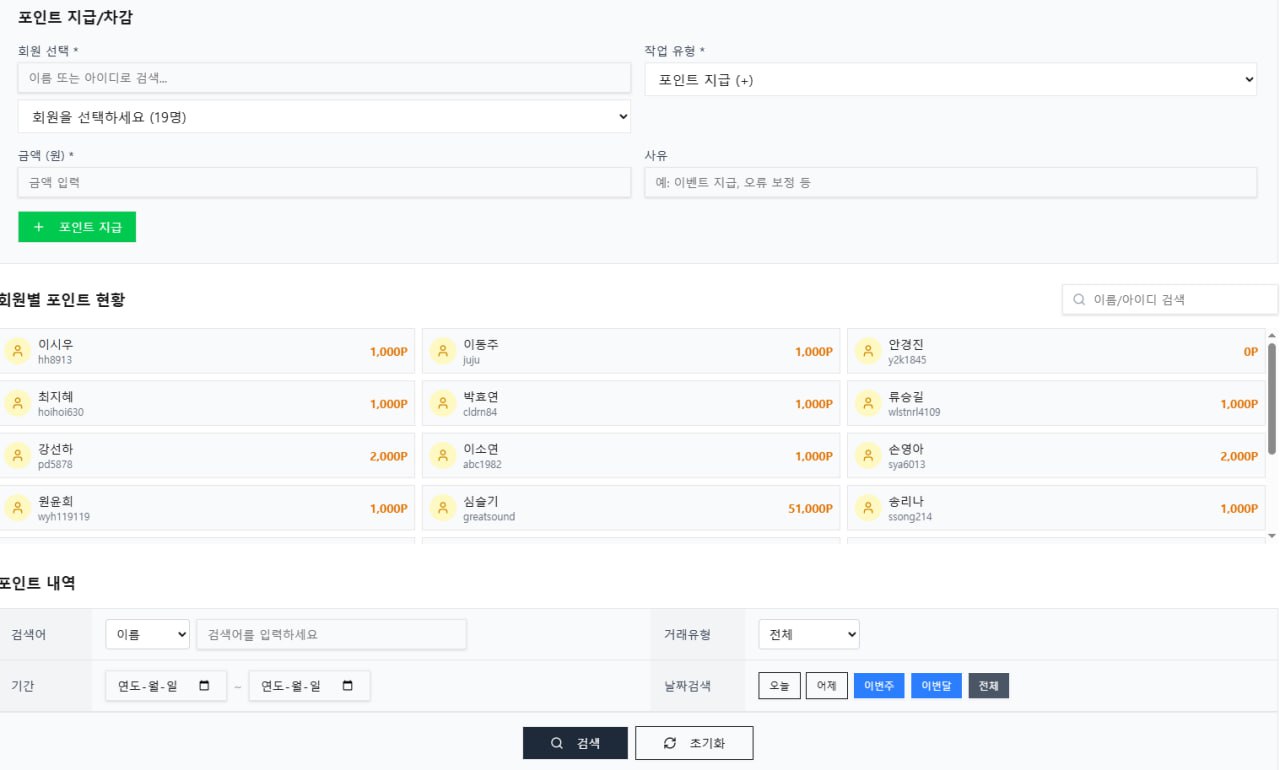 포인트 지급/차감
회원 선택 * 작업 유형 *
이름 또는 아이디로 검색... 포인트 지급 (+)
회원을 선택하세요 (19명)
금액 (원) * 사유
금액 입력 예: 이벤트 지급, 오류 보정 등
+ 포인트 지급
회원별 포인트 현황 이름/아이디 검색
이시우 hh8913 1,000P
이동주 juju 1,000P
안경진 y2k1845 0P
최지혜 hoihoi630 1,000P
박효연 cldrn84 1,000P
류승길 wlstnrl4109 1,000P
강선하 pd5878 2,000P
이소연 abc1982 1,000P
손영아 sya6013 2,000P
원윤희 wyh119119 1,000P
심슬기 greatsound 51,000P
송리나 ssong214 1,000P
포인트 내역
검색어 이름 검색어를 입력하세요 거래유형 전체
기간 연도-월-일 ~ 연도-월-일 날짜검색 오늘 어제 이번주 이번달 전체
검색 초기화